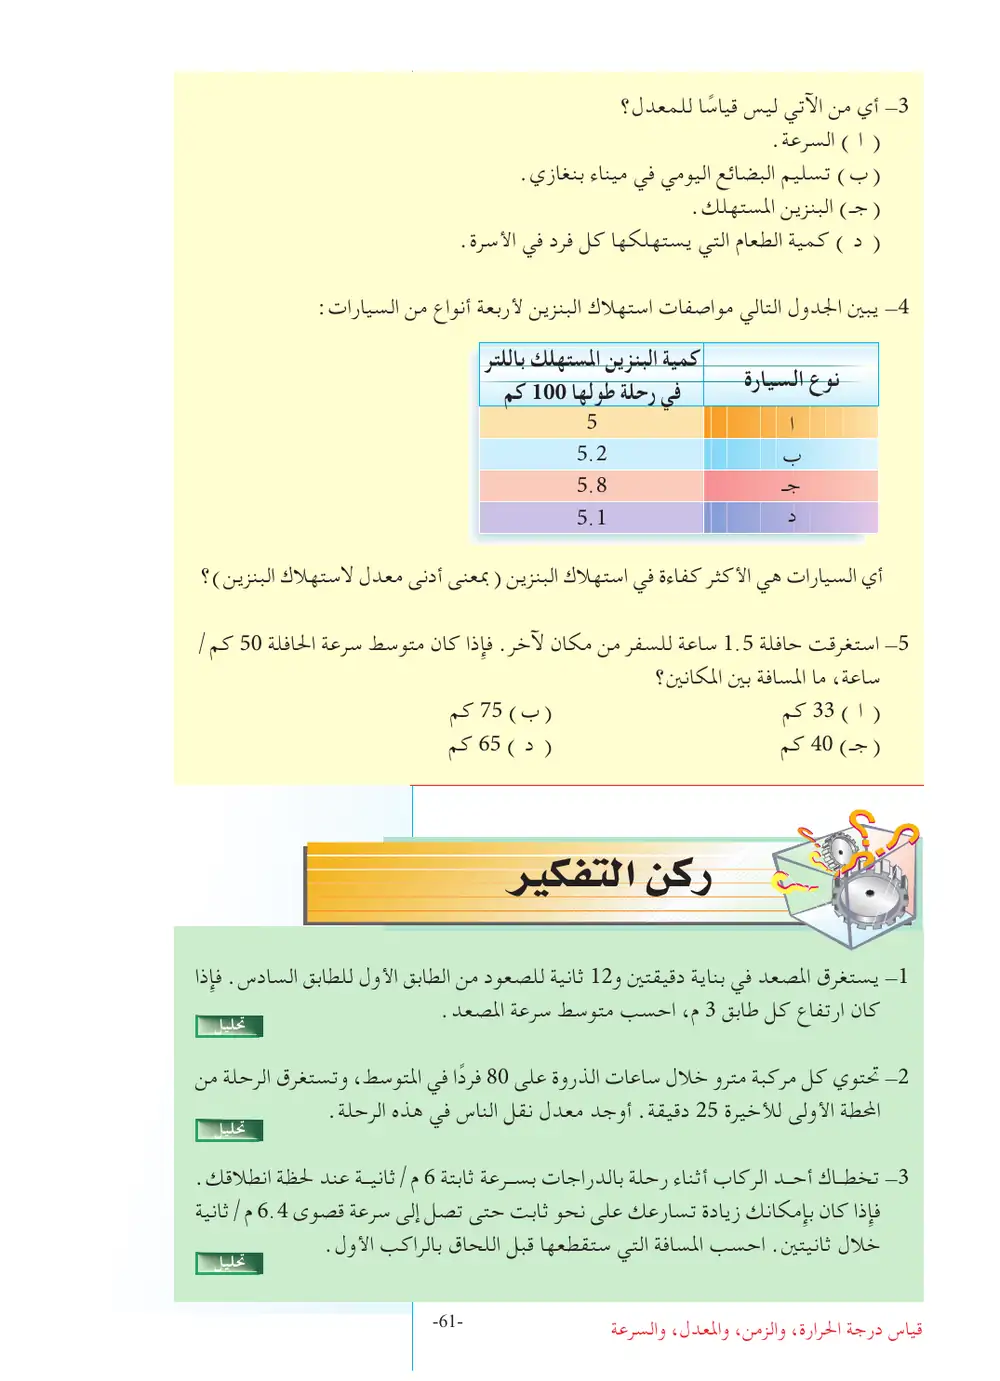 3– أي من الآتي ليس قياسًا للمعدل؟
( ا ) السرعة.
( ب ) تسليم البضائع اليومي في ميناء بنغازي.
( جـ ) البنزين المستهلك.
( د ) كمية الطعام التي يستهلكها كل فرد في الأسرة.
4– يبين الجدول التالي مواصفات استهلاك البنزين لأربعة أنواع من السيارات:
نوع السيارة
كمية البنزين المستهلك باللتر
في رحلة طولها 100 كم
ا 5
ب 5.2
جـ 5.8
د 5.1
أي السيارات هي الأكثر كفاءة في استهلاك البنزين ( بمعنى أدنى معدل لاستهلاك البنزين )؟
5– استغرقت حافلة 1.5 ساعة للسفر من مكان لآخر. فإذا كان متوسط سرعة الحافلة 50 كم/
ساعة، ما المسافة بين المكانين؟
( ا ) 33 كم ( ب ) 75 كم
( جـ ) 40 كم ( د ) 65 كم
ركن التفكير
1– يستغرق المصعد في بناية دقيقتين و12 ثانية للصعود من الطابق الأول للطابق السادس. فإذا
كان ارتفاع كل طابق 3 م، احسب متوسط سرعة المصعد.
تحليل
2– تحتوي كل مركبة مترو خلال ساعات الذروة على 80 فردًا في المتوسط، وتستغرق الرحلة من
المحطة الأولى للأخيرة 25 دقيقة. أوجد معدل نقل الناس في هذه الرحلة.
تحليل
3– تخطاك أحد الركاب أثناء رحلة بالدراجات بسرعة ثابتة 6 م/ثانية عند لحظة انطلاقك.
فإذا كان بإمكانك زيادة تسارعك على نحو ثابت حتى تصل إلى سرعة قصوى 6.4 م/ثانية
خلال ثانيتين. احسب المسافة التي ستقطعها قبل اللحاق بالراكب الأول.
تحليل
قياس درجة الحرارة، والزمن، والمعدل، والسرعة
-61-